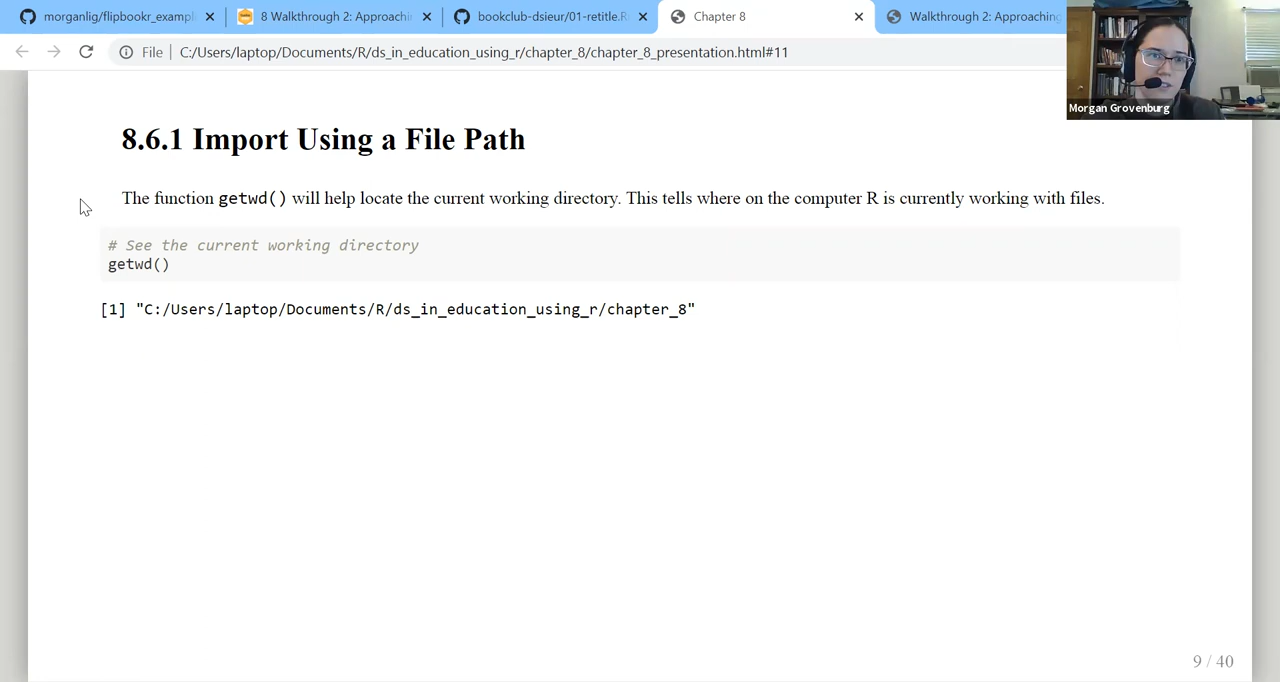 morganlig/flipbookr_exampl
8 Walkthrough 2: Approachi
bookclub-dsieur/01-retitle.R
Chapter 8
Walkthrough 2: Approaching
File | C:/Users/laptop/Documents/R/ds_in_education_using_r/chapter_8/chapter_8_presentation.html#11
Morgan Grovenburg
8.6.1 Import Using a File Path
The function getwd() will help locate the current working directory. This tells where on the computer R is currently working with files.
# See the current working directory
getwd()
[1] "C:/Users/laptop/Documents/R/ds_in_education_using_r/chapter_8"
9 / 40